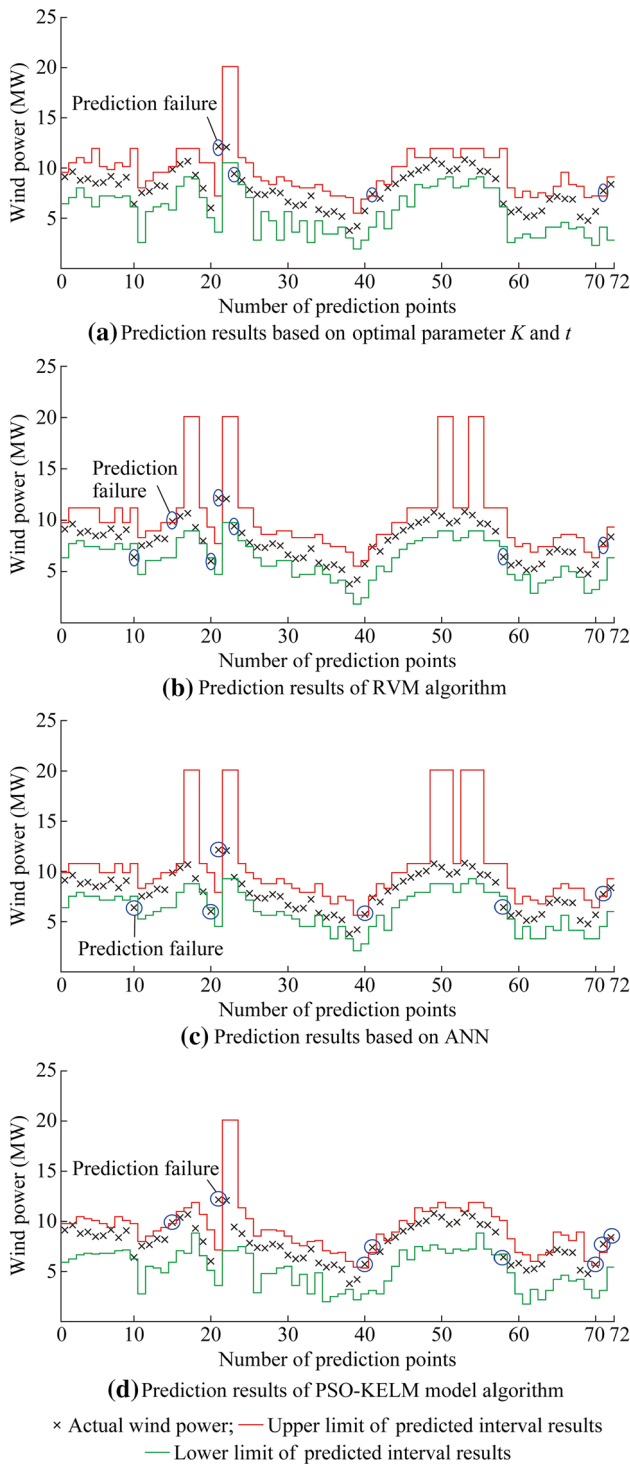 25
20
Prediction failure
15
10
5
Wind power (MW)
0 10 20 30 40 50 60 70 72
Number of prediction points
(a) Prediction results based on optimal parameter K and t
25
20
15
Prediction
failure
10
5
Wind power (MW)
0 10 20 30 40 50 60 70 72
Number of prediction points
(b) Prediction results of RVM algorithm
25
20
15
10
5
Wind power (MW)
Prediction failure
0 10 20 30 40 50 60 70 72
Number of prediction points
(c) Prediction results based on ANN
25
20
15
Prediction failure
10
5
Wind power (MW)
0 10 20 30 40 50 60 70 72
Number of prediction points
(d) Prediction results of PSO-KELM model algorithm
× Actual wind power; — Upper limit of predicted interval results
— Lower limit of predicted interval results